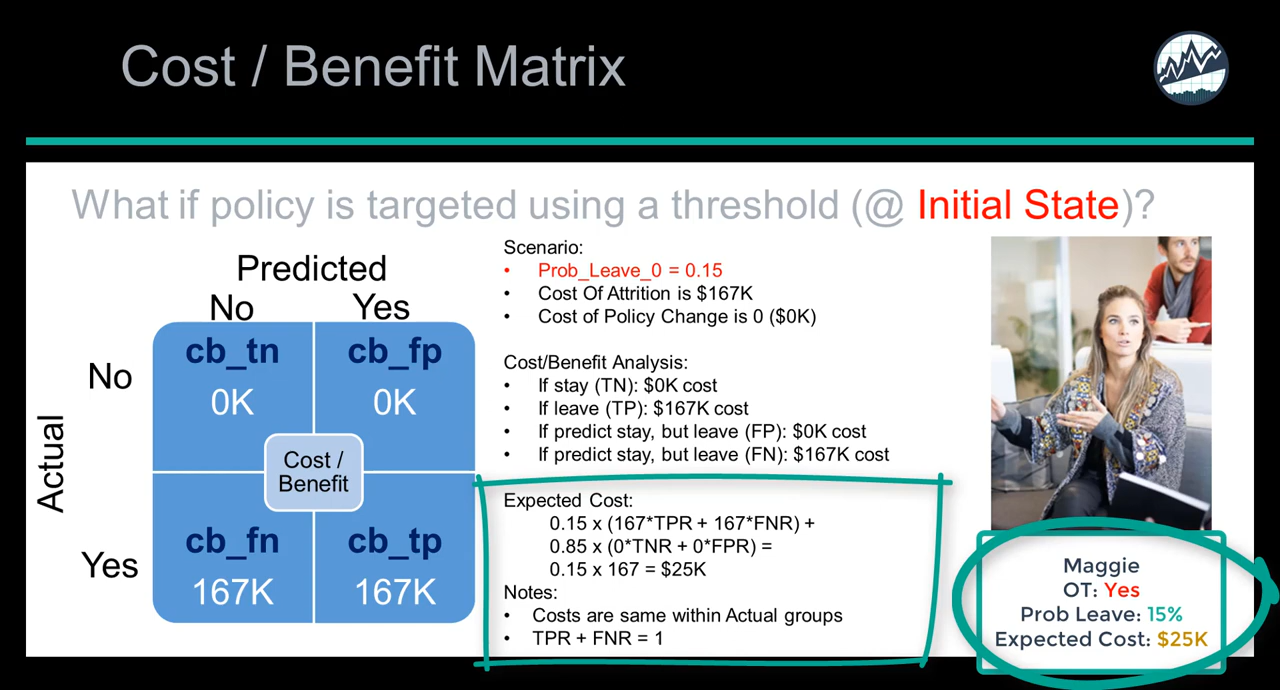 Cost / Benefit Matrix
What if policy is targeted using a threshold (@ Initial State)?
Predicted
No Yes
Actual
No
Yes
cb_tn
0K
cb_fp
0K
Cost /
Benefit
cb_fn
167K
cb_tp
167K
Scenario:
• Prob_Leave_0 = 0.15
• Cost Of Attrition is $167K
• Cost of Policy Change is 0 ($0K)
Cost/Benefit Analysis:
• If stay (TN): $0K cost
• If leave (TP): $167K cost
• If predict stay, but leave (FP): $0K cost
• If predict stay, but leave (FN): $167K cost
Expected Cost:
0.15 x (167*TPR + 167*FNR) +
0.85 x (0*TNR + 0*FPR) =
0.15 x 167 = $25K
Notes:
• Costs are same within Actual groups
• TPR + FNR = 1
Maggie
OT: Yes
Prob Leave: 15%
Expected Cost: $25K